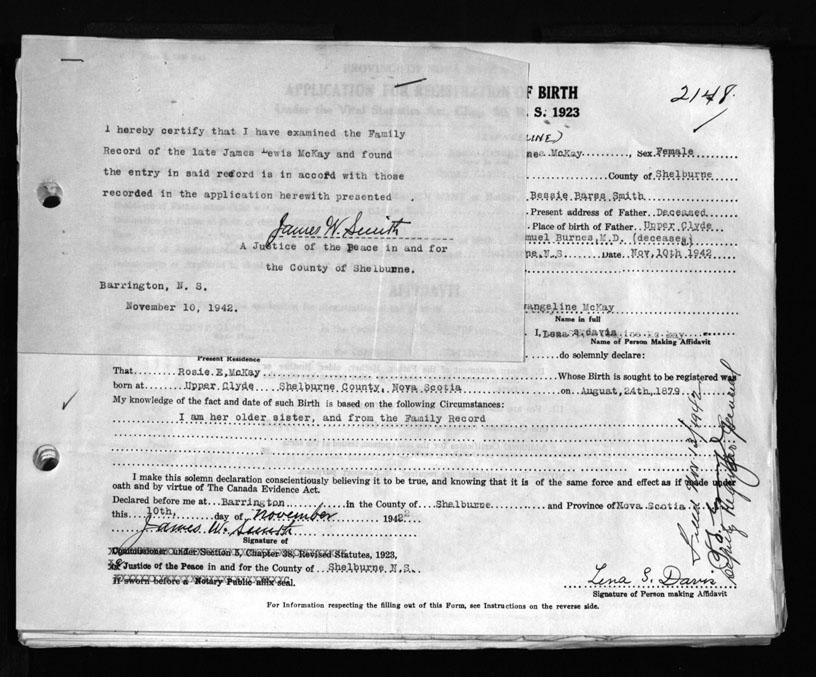 I hereby certify that I have examined the Family
Record of the late James Lewis McKay and found
the entry in said record is in accord with those
recorded in the application herewith presented .
James W. Smith
A Justice of the Peace in and for
the County of Shelburne.
Barrington, N. S.
November 10, 1942.
F BIRTH
2148.
. S. 1923
LINE)
McKay Sex Female
County of Shelburne
Bessie Barss Smith
Present address of Father Deceased
Place of birth of Father Upper Clyde
muel Burnes, M.D. (deceased)
ne, N.S Date Nov, 10th 1942
vangeline McKay
Name in full
I,
Name of Person Making Affidavit
Present Residence
do solemnly declare:
That Rosie E, McKay Whose Birth is sought to be registered was
born at Upper Clyde Shelburne County, Nova Scotia on August, 24th, 1879
My knowledge of the fact and date of such Birth is based on the following Circumstances:
I am her older sister, and from the Family Record
I make this solemn declaration conscientiously believing it to be true, and knowing that it is of the same force and effect as if made under
oath and by virtue of The Canada Evidence Act.
Declared before me at Barrington in the County of Shelburne and Province of Nova Scotia
this 10th, day of November 1942
James W. Smith
Signature of
Commissioner under Section 5, Chapter 38, Revised Statutes, 1923,
Justice of the Peace in and for the County of Shelburne N.S.
If sworn before a Notary Public affix seal.
Lena S. Davis
Signature of Person making Affidavit
For Information respecting the filling out of this Form, see Instructions on the reverse side.
Filed Nov 13/1942
Deputy Registrar General